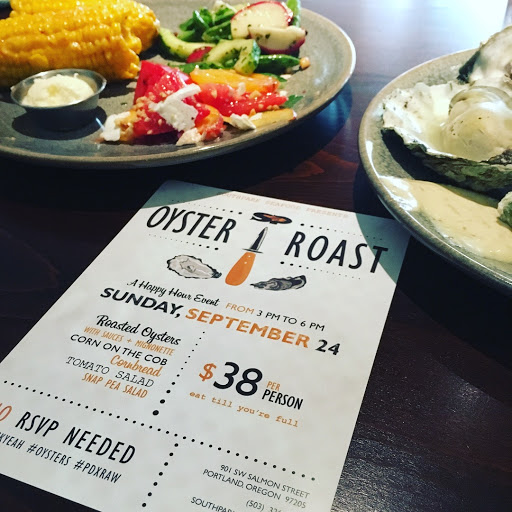 PRESENTS
OYSTER ROAST
A Happy Hour Event FROM 3 PM TO 6 PM
SUNDAY, SEPTEMBER 24
Roasted Oysters
WITH SAUCES + MIGNONETTE
CORN ON THE COB
Cornbread
TOMATO SALAD
SNAP PEA SALAD
$38 PER PERSON
eat till you're full
RSVP NEEDED
#OYSTERS #PDXRAW
901 SW SALMON STREET
PORTLAND, OREGON 97205
(503)